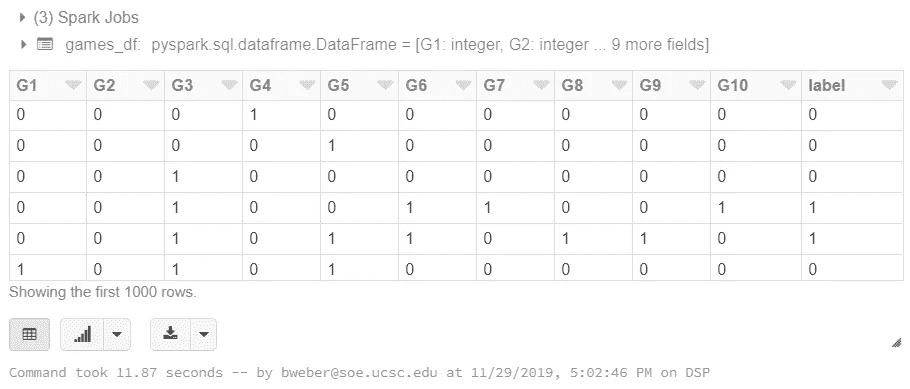 (3) Spark Jobs
games_df: pyspark.sql.dataframe.DataFrame = [G1: integer, G2: integer ... 9 more fields]
G1 G2 G3 G4 G5 G6 G7 G8 G9 G10 label
0 0 0 1 0 0 0 0 0 0 0
0 0 0 0 1 0 0 0 0 0 0
0 0 1 0 0 0 0 0 0 0 0
0 0 1 0 0 1 1 0 0 1 1
0 0 1 0 1 1 0 1 1 0 1
1 0 1 0 1 0 0 0 0 0 0
Showing the first 1000 rows.
Command took 11.87 seconds -- by bweber@soe.ucsc.edu at 11/29/2019, 5:02:46 PM on DSP